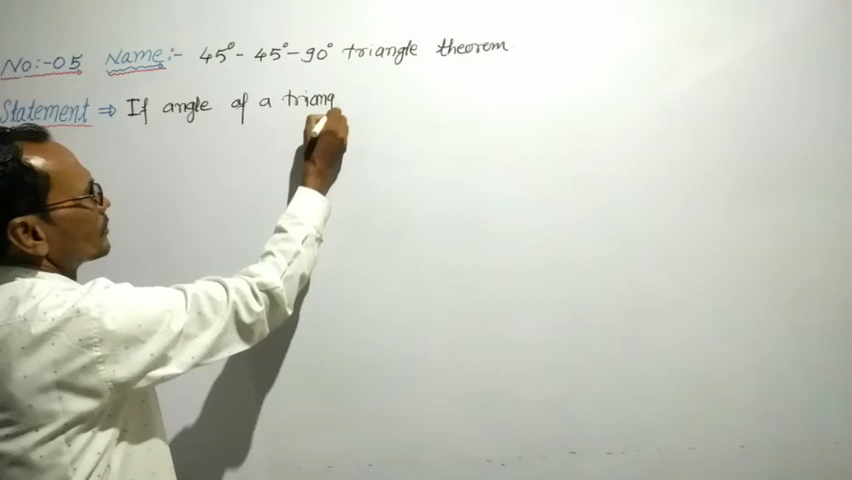 No:-05 Name:- 45°- 45°- 90° triangle theorem
Statement ⇒ If angle of a triang